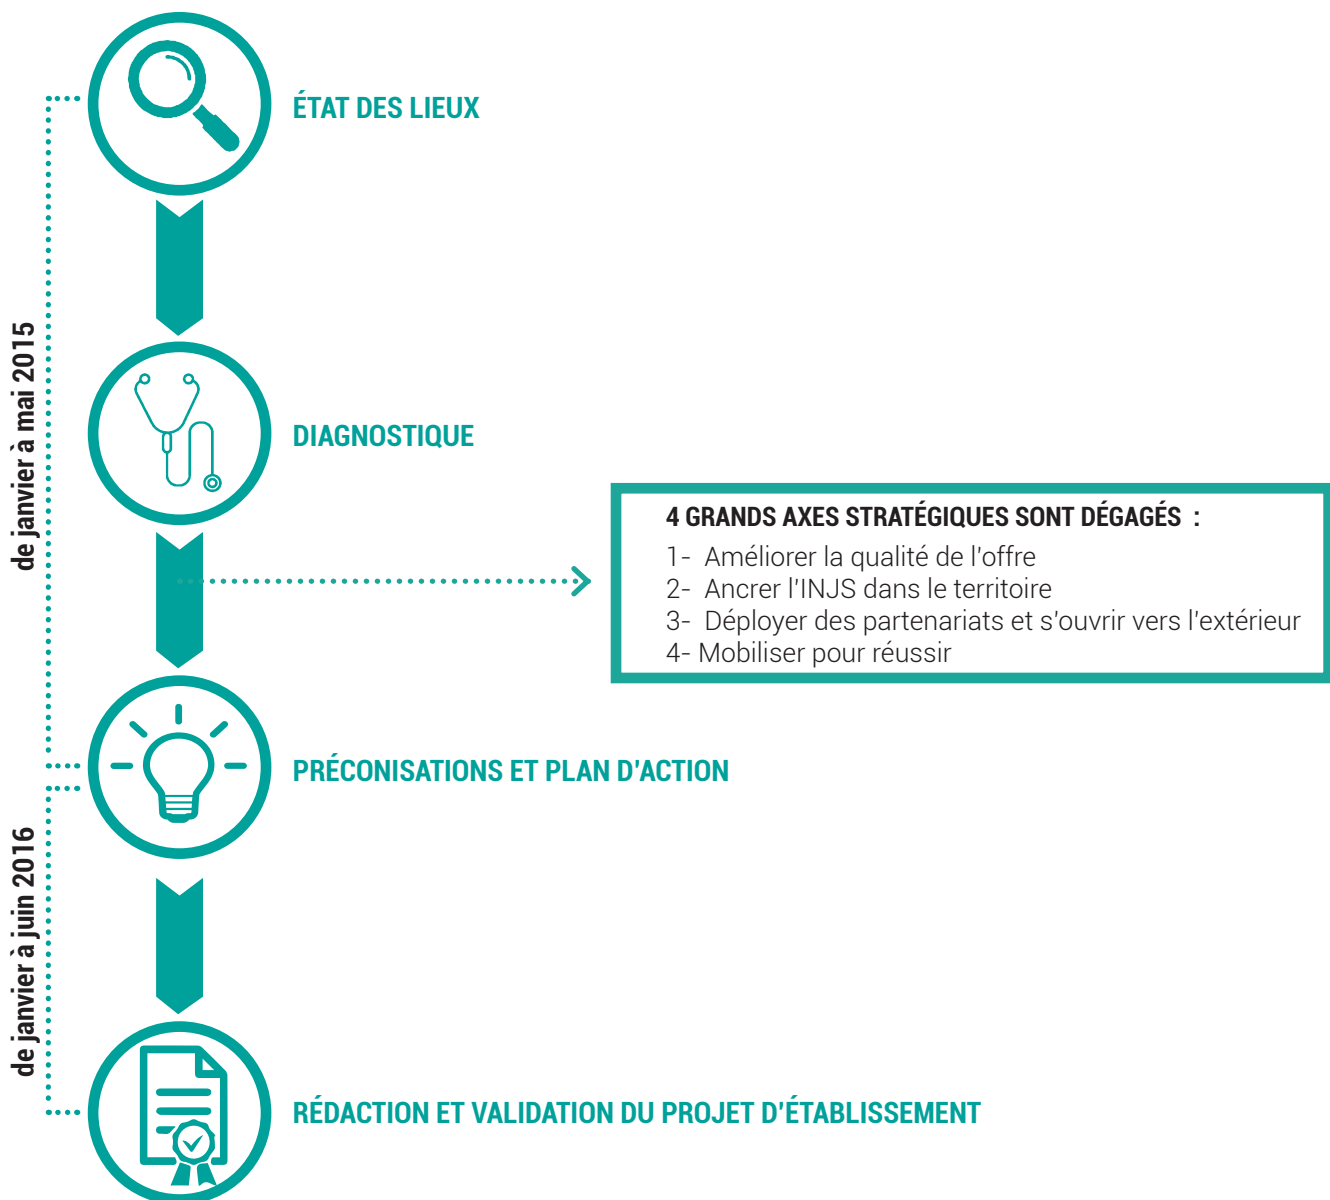 ÉTAT DES LIEUX
de janvier à mai 2015
DIAGNOSTIQUE
4 GRANDS AXES STRATÉGIQUES SONT DÉGAGÉS :
1- Améliorer la qualité de l'offre
2- Ancrer l'INJS dans le territoire
3- Déployer des partenariats et s'ouvrir vers l'extérieur
4- Mobiliser pour réussir
PRÉCONISATIONS ET PLAN D'ACTION
de janvier à juin 2016
RÉDACTION ET VALIDATION DU PROJET D'ÉTABLISSEMENT